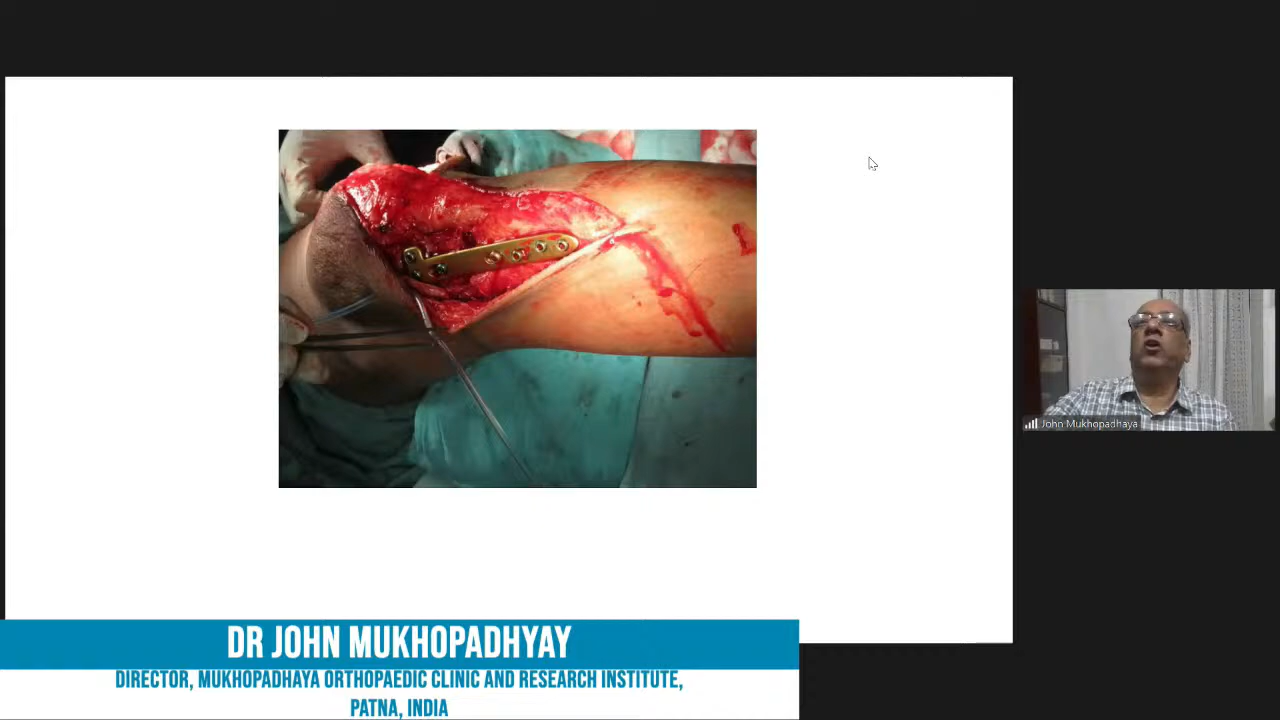 John Mukhopadhaya
DR JOHN MUKHOPADHYAY
DIRECTOR, MUKHOPADHAYA ORTHOPAEDIC CLINIC AND RESEARCH INSTITUTE,
PATNA, INDIA